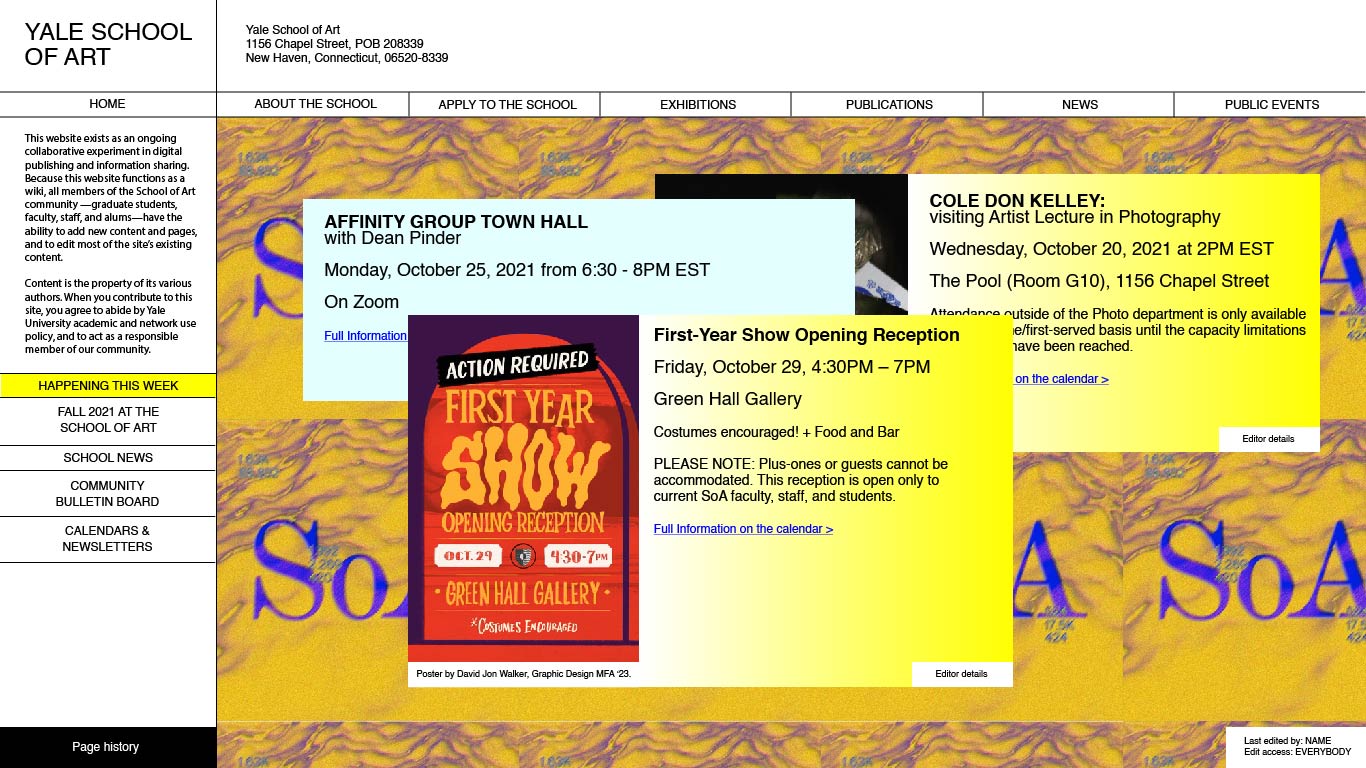 YALE SCHOOL
OF ART
Yale School of Art
1156 Chapel Street, POB 208339
New Haven, Connecticut, 06520-8339
HOME
ABOUT THE SCHOOL
APPLY TO THE SCHOOL
EXHIBITIONS
PUBLICATIONS
NEWS
PUBLIC EVENTS
This website exists as an ongoing
collaborative experiment in digital
publishing and information sharing.
Because this website functions as a
wiki, all members of the School of Art
community —graduate students,
faculty, staff, and alums—have the
ability to add new content and pages,
and to edit most of the site's existing
content.
Content is the property of its various
authors. When you contribute to this
site, you agree to abide by Yale
University academic and network use
policy, and to act as a responsible
member of our community.
HAPPENING THIS WEEK
FALL 2021 AT THE
SCHOOL OF ART
SCHOOL NEWS
COMMUNITY
BULLETIN BOARD
CALENDARS &
NEWSLETTERS
Page history
AFFINITY GROUP TOWN HALL
with Dean Pinder
Monday, October 25, 2021 from 6:30 - 8PM EST
On Zoom
Full Information
COLE DON KELLEY:
visiting Artist Lecture in Photography
Wednesday, October 20, 2021 at 2PM EST
The Pool (Room G10), 1156 Chapel Street
Attendance outside of the Photo department is only available
/first-served basis until the capacity limitations
have been reached.
on the calendar >
Editor details
ACTION REQUIRED
FIRST YEAR
SHOW
OPENING RECEPTION
OCT. 29
4:30-7PM
• GREEN HALL GALLERY •
*COSTUMES ENCOURAGED
Poster by David Jon Walker, Graphic Design MFA '23.
First-Year Show Opening Reception
Friday, October 29, 4:30PM – 7PM
Green Hall Gallery
Costumes encouraged! + Food and Bar
PLEASE NOTE: Plus-ones or guests cannot be
accommodated. This reception is open only to
current SoA faculty, staff, and students.
Full Information on the calendar >
Editor details
SoA
SoA
17.5K
424
Last edited by: NAME
Edit access: EVERYBODY